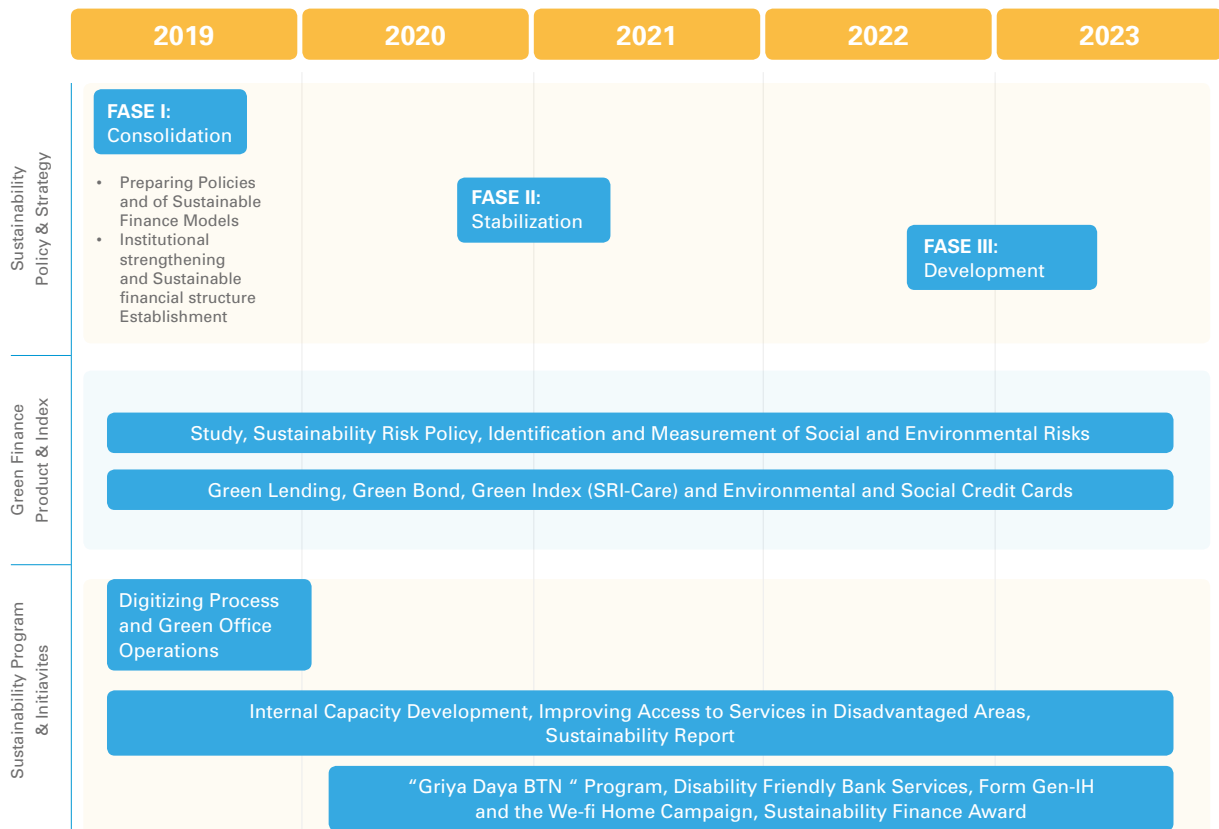 2019
2020
2021
2022
2023
Sustainability
Policy & Strategy
FASE I:
Consolidation
• Preparing Policies
and of Sustainable
Finance Models
• Institutional
strengthening
and Sustainable
financial structure
Establishment
FASE II:
Stabilization
FASE III:
Development
Green Finance
Product & Index
Study, Sustainability Risk Policy, Identification and Measurement of Social and Environmental Risks
Green Lending, Green Bond, Green Index (SRI-Care) and Environmental and Social Credit Cards
Sustainability Program
& Initiavites
Digitizing Process
and Green Office
Operations
Internal Capacity Development, Improving Access to Services in Disadvantaged Areas,
Sustainability Report
“Griya Daya BTN “ Program, Disability Friendly Bank Services, Form Gen-IH
and the We-fi Home Campaign, Sustainability Finance Award